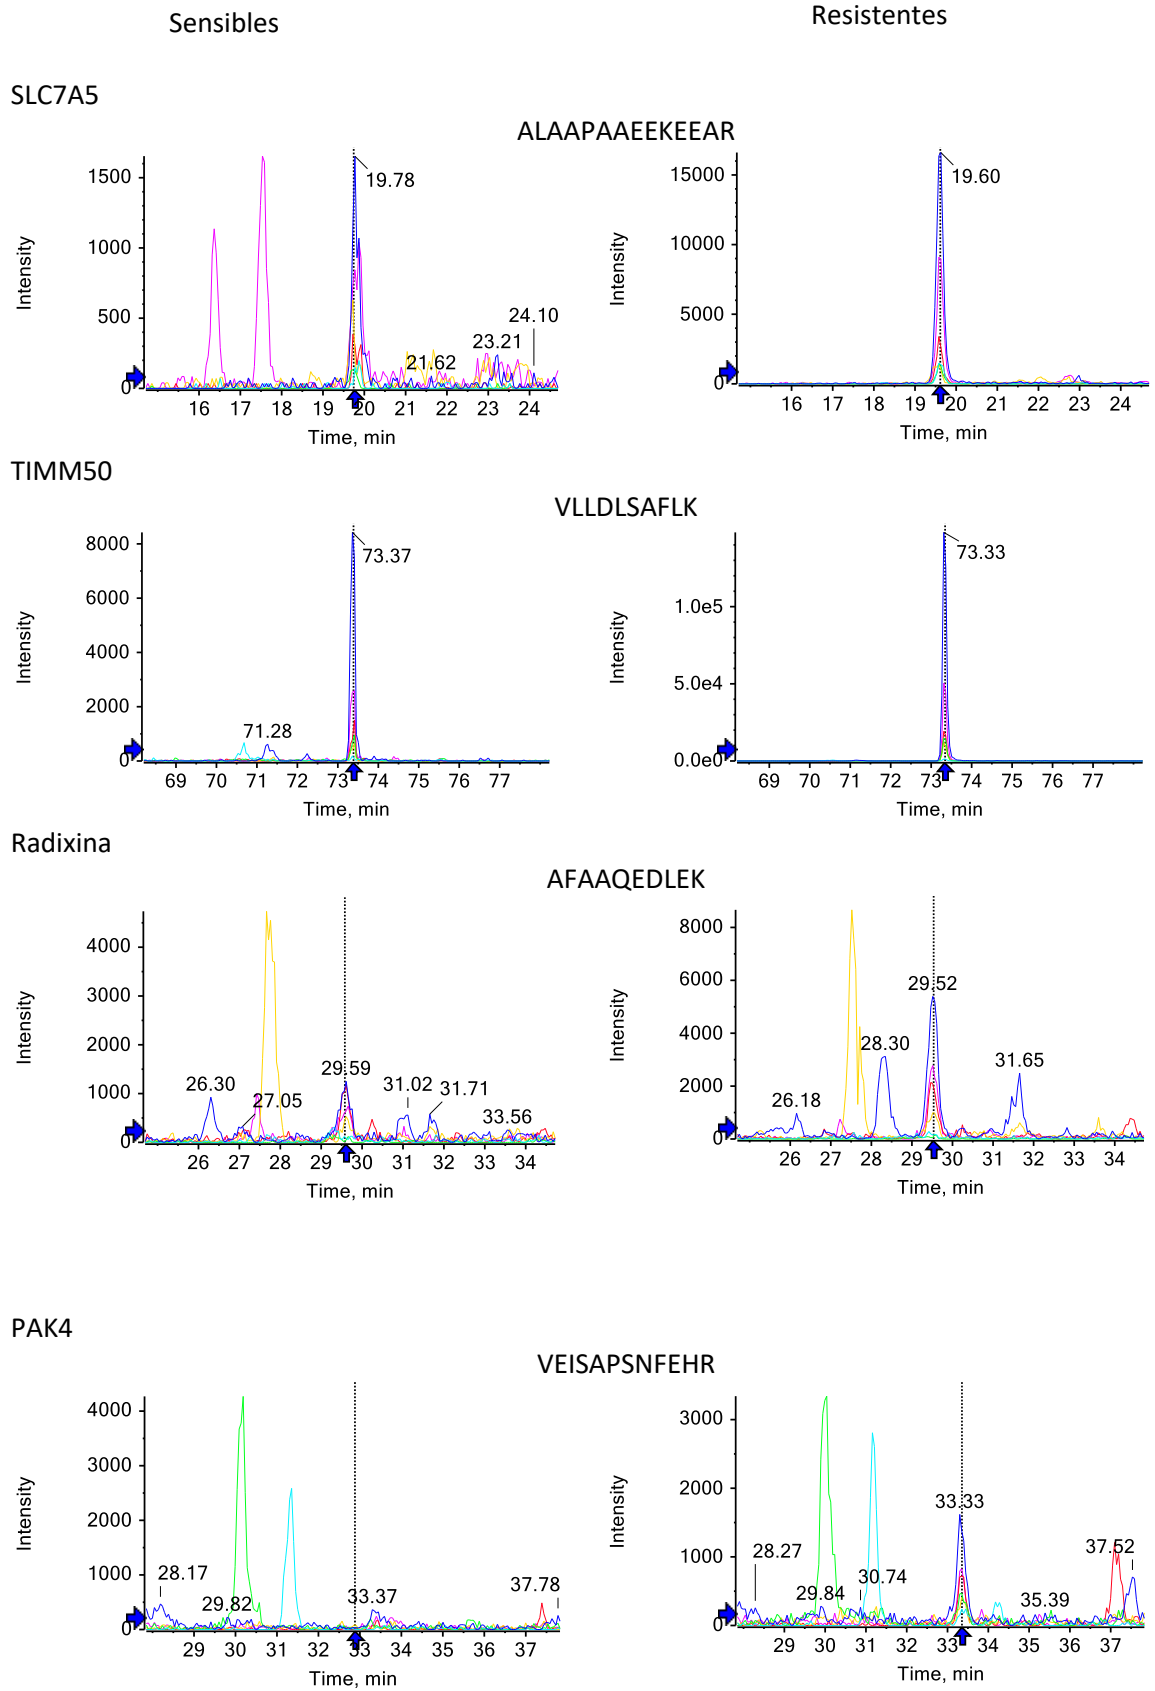 Sensibles
Resistentes
SLC7A5
ALAAPAAEEKEEAR
Intensity
1500
1000
500
0
19.78
21.62
23.21
24.10
16 17 18 19 20 21 22 23 24
Time, min
Intensity
15000
10000
5000
0
19.60
16 17 18 19 20 21 22 23 24
Time, min
TIMM50
VLLDLSAFLK
Intensity
8000
6000
4000
2000
0
71.28
73.37
69 70 71 72 73 74 75 76 77
Time, min
Intensity
1.0e5
5.0e4
0.0e0
73.33
69 70 71 72 73 74 75 76 77
Time, min
Radixina
AFAAQEDLEK
Intensity
4000
3000
2000
1000
0
26.30
27.05
29.59
31.02
31.71
33.56
26 27 28 29 30 31 32 33 34
Time, min
Intensity
8000
6000
4000
2000
0
26.18
28.30
29.52
31.65
26 27 28 29 30 31 32 33 34
Time, min
PAK4
VEISAPSNFEHR
Intensity
4000
3000
2000
1000
0
28.17
29.82
33.37
37.78
29 30 31 32 33 34 35 36 37
Time, min
Intensity
3000
2000
1000
0
28.27
29.84
30.74
33.33
35.39
37.52
29 30 31 32 33 34 35 36 37
Time, min